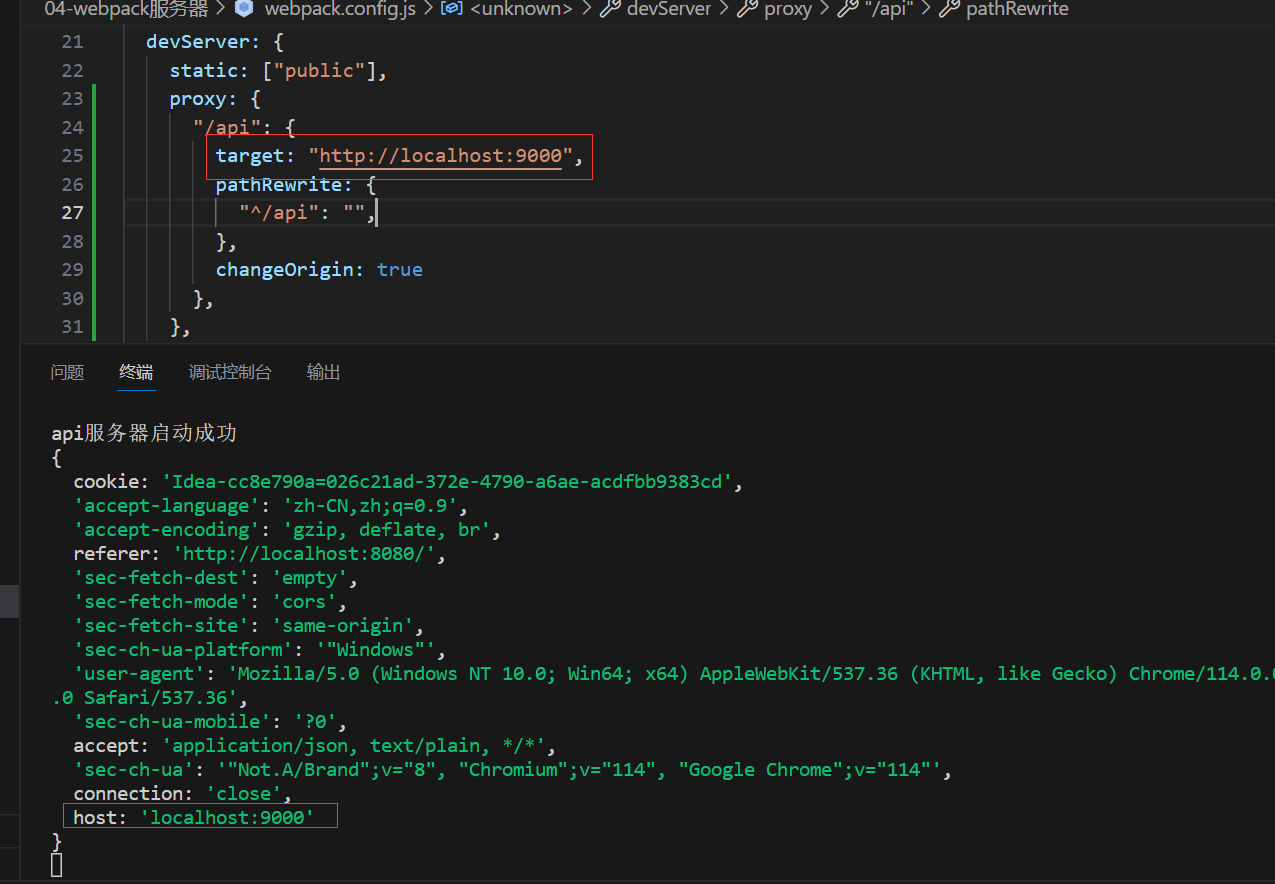 04-webpack服务器 > webpack.config.js > <unknown> > devServer > proxy > "/api" > pathRewrite
21 devServer: {
22 static: ["public"],
23 proxy: {
24 "/api": {
25 target: "http://localhost:9000",
26 pathRewrite: {
27 "^/api": "",
28 },
29 changeOrigin: true
30 },
31 },
问题 终端 调试控制台 输出
api服务器启动成功
{
cookie: 'Idea-cc8e790a=026c21ad-372e-4790-a6ae-acdfbb9383cd',
'accept-language': 'zh-CN,zh;q=0.9',
'accept-encoding': 'gzip, deflate, br',
referer: 'http://localhost:8080/',
'sec-fetch-dest': 'empty',
'sec-fetch-mode': 'cors',
'sec-fetch-site': 'same-origin',
'sec-ch-ua-platform': '"Windows"',
'user-agent': 'Mozilla/5.0 (Windows NT 10.0; Win64; x64) AppleWebKit/537.36 (KHTML, like Gecko) Chrome/114.0.0
.0 Safari/537.36',
'sec-ch-ua-mobile': '?0',
accept: 'application/json, text/plain, */*',
'sec-ch-ua': '"Not.A/Brand";v="8", "Chromium";v="114", "Google Chrome";v="114"',
connection: 'close',
host: 'localhost:9000'
}